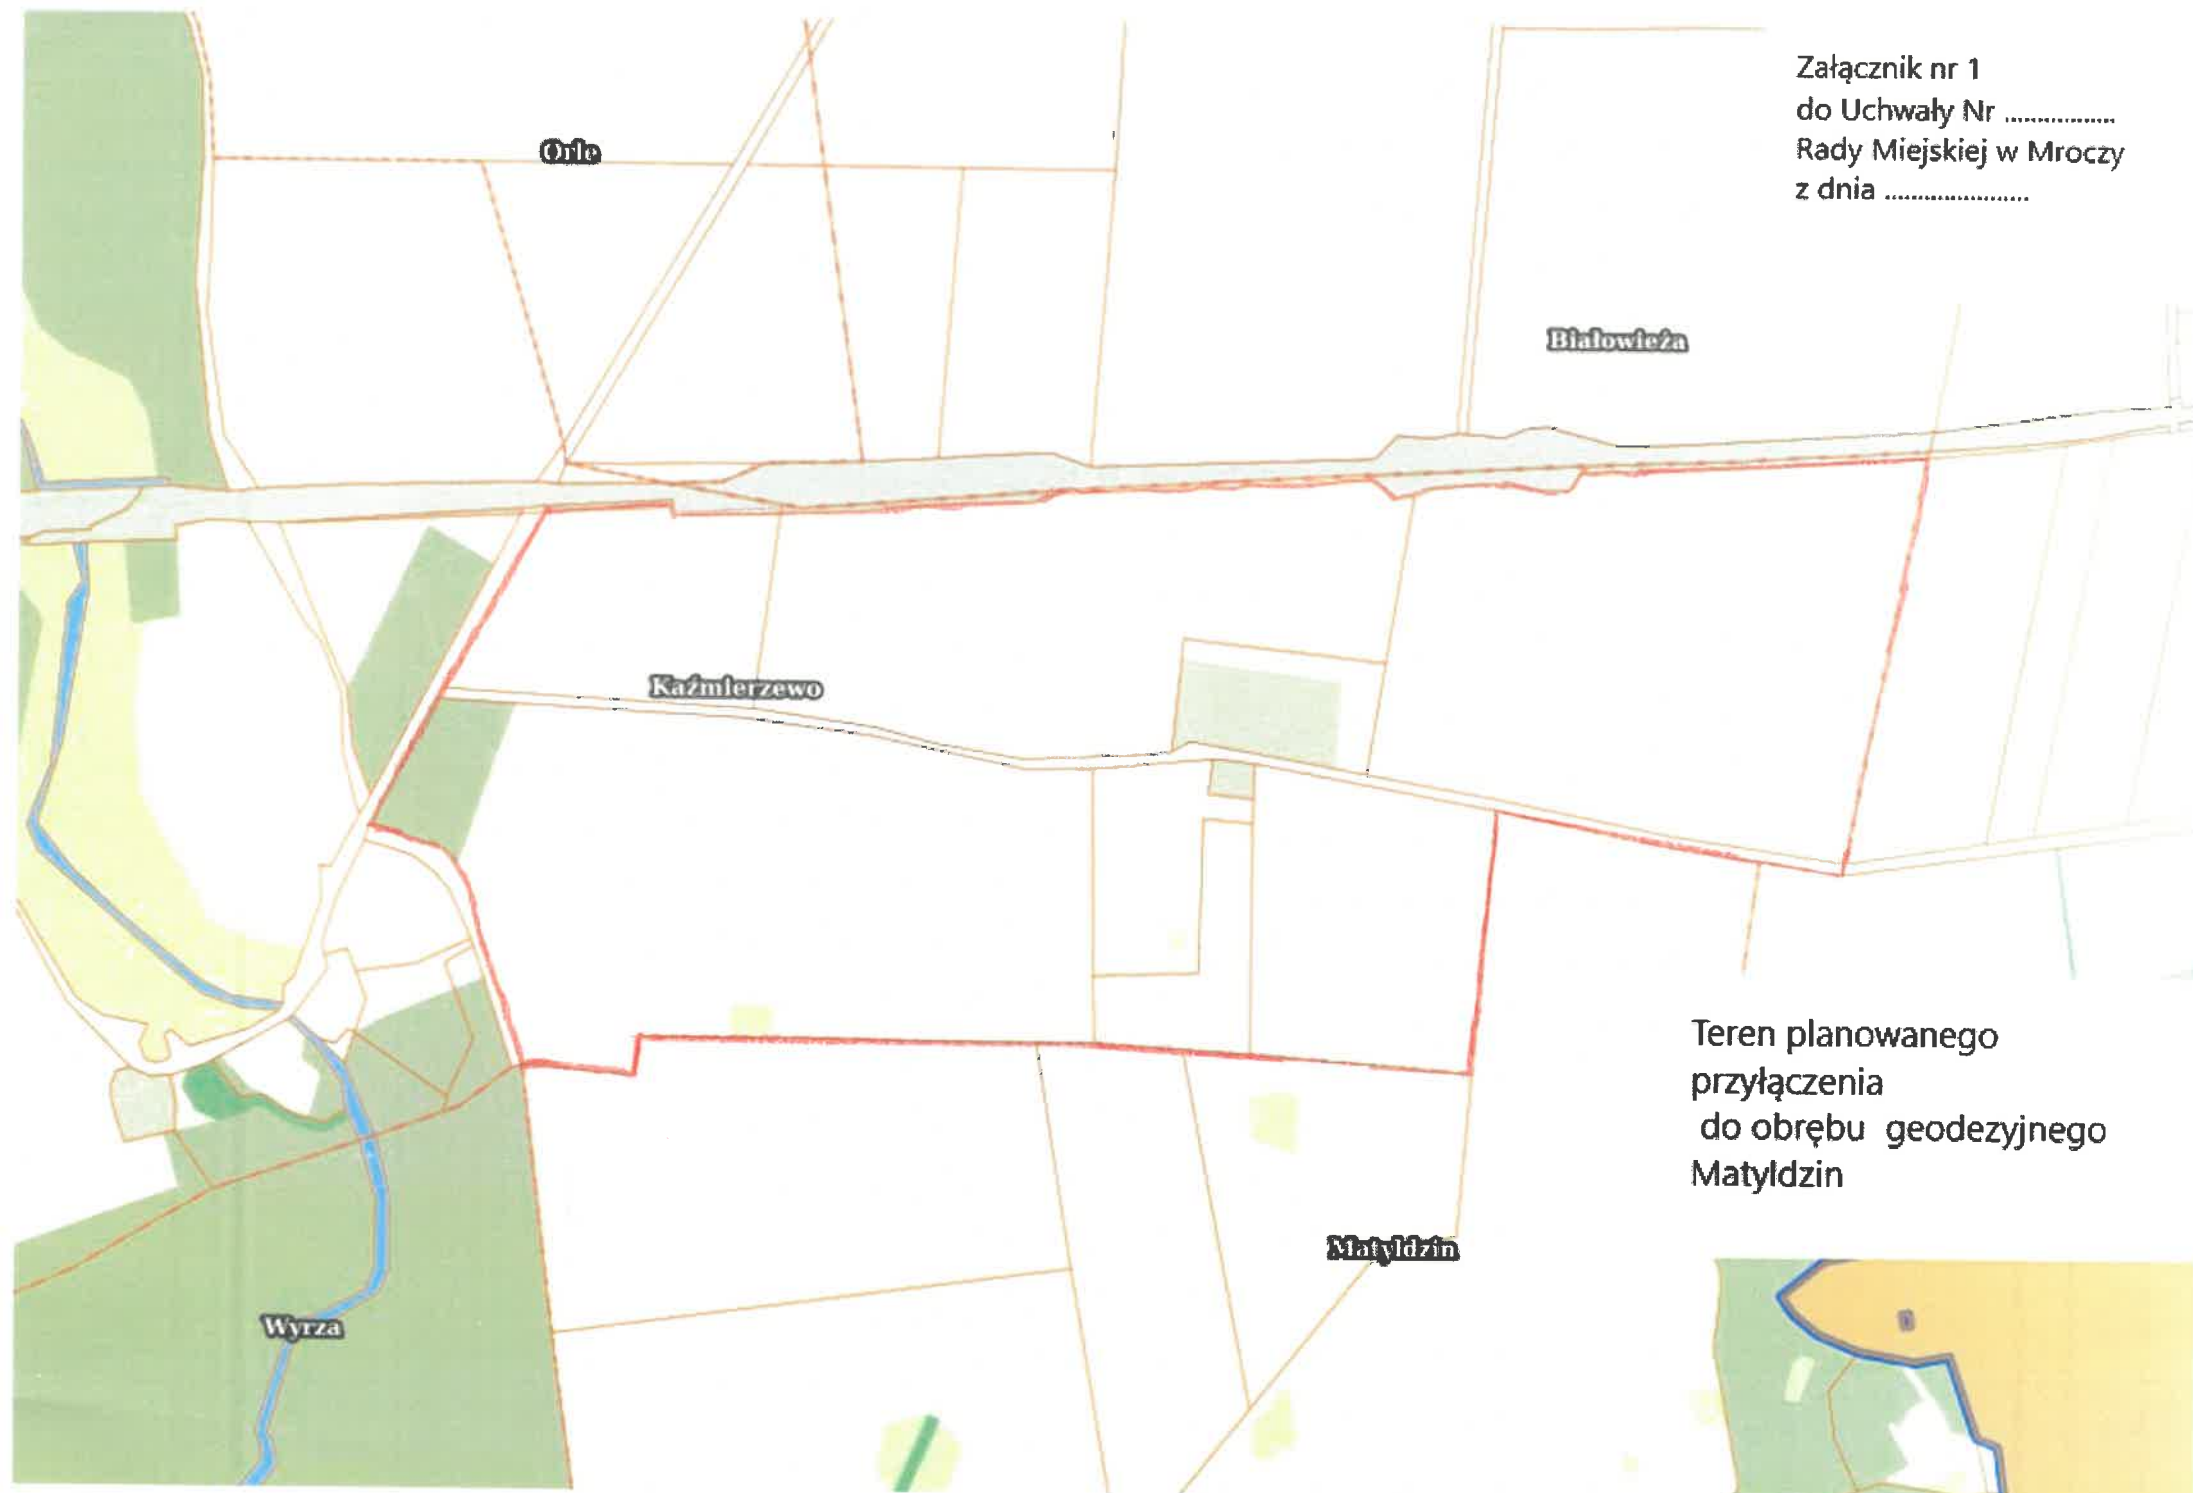 Załącznik nr 1
do Uchwały Nr .................
Rady Miejskiej w Mroczy
z dnia ......................
Orle
Białowieża
Kaźmierzewo
Teren planowanego
przyłączenia
do obrębu geodezyjnego
Matyldzin
Matyldzin
Wyrza